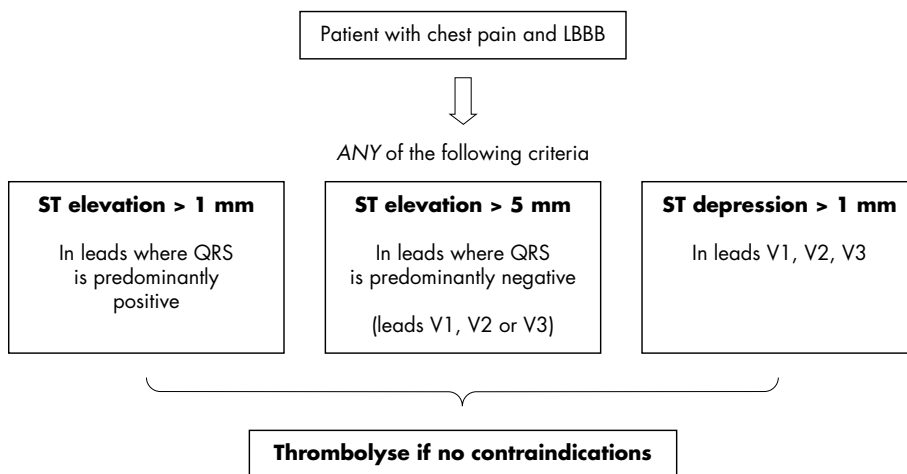 Patient with chest pain and LBBB
ANY of the following criteria
ST elevation > 1 mm
In leads where QRS
is predominantly
positive
ST elevation > 5 mm
In leads where QRS
is predominantly negative
(leads V1, V2 or V3)
ST depression > 1 mm
In leads V1, V2, V3
Thrombolyse if no contraindications